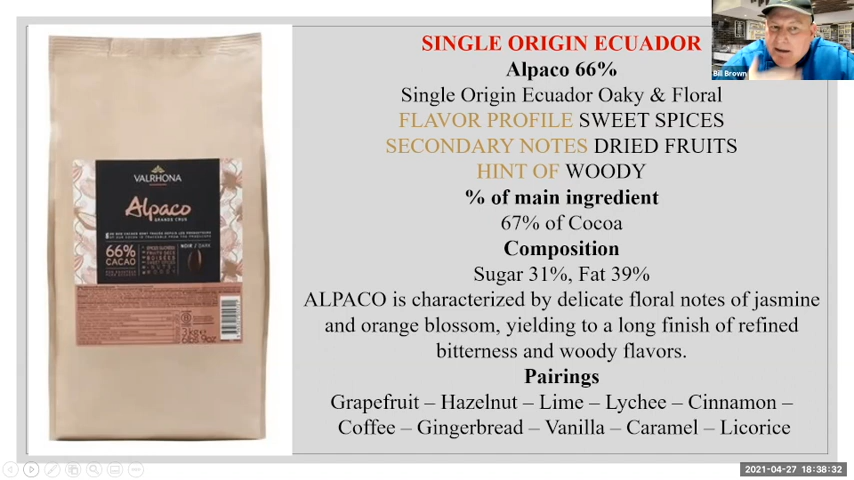 SINGLE ORIGIN ECUADOR
Alpaco 66%
Single Origin Ecuador Oaky & Floral
FLAVOR PROFILE SWEET SPICES
SECONDARY NOTES DRIED FRUITS
HINT OF WOODY
% of main ingredient
67% of Cocoa
Composition
Sugar 31%, Fat 39%
ALPACO is characterized by delicate floral notes of jasmine
and orange blossom, yielding to a long finish of refined
bitterness and woody flavors.
Pairings
Grapefruit – Hazelnut – Lime – Lychee – Cinnamon –
Coffee – Gingerbread – Vanilla – Caramel – Licorice
VALRHONA
Alpaco
GRAND CRU
66%
CACAO
NOIR / DARK
Bill Brown
2021-04-27 18:38:32